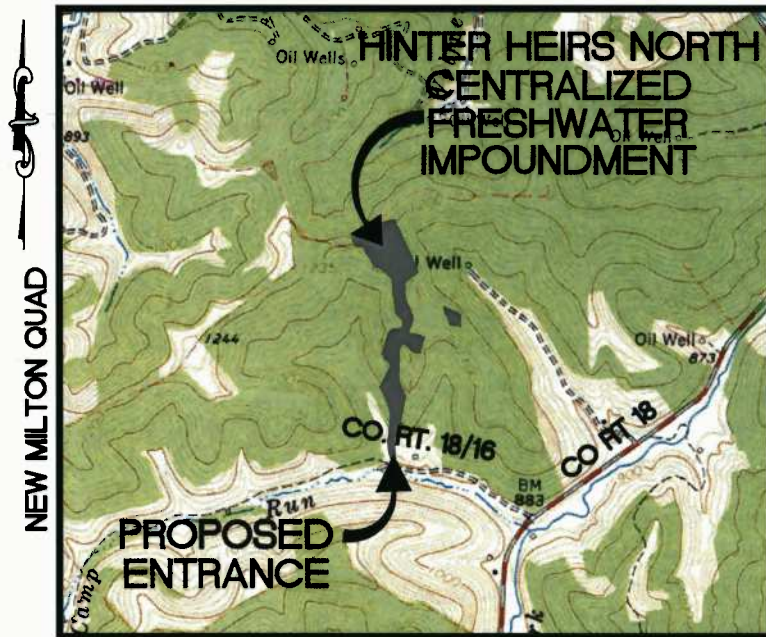 NEW MILTON QUAD
Oil Wells
HINTER HEIRS NORTH
CENTRALIZED
FRESHWATER
IMPOUNDMENT
Oil Well
893
Oil Well
Well
1244
Oil Well
873
CO. RT. 18/16
CO RT 18
BM
883
900
Run
PROPOSED
ENTRANCE
Camp